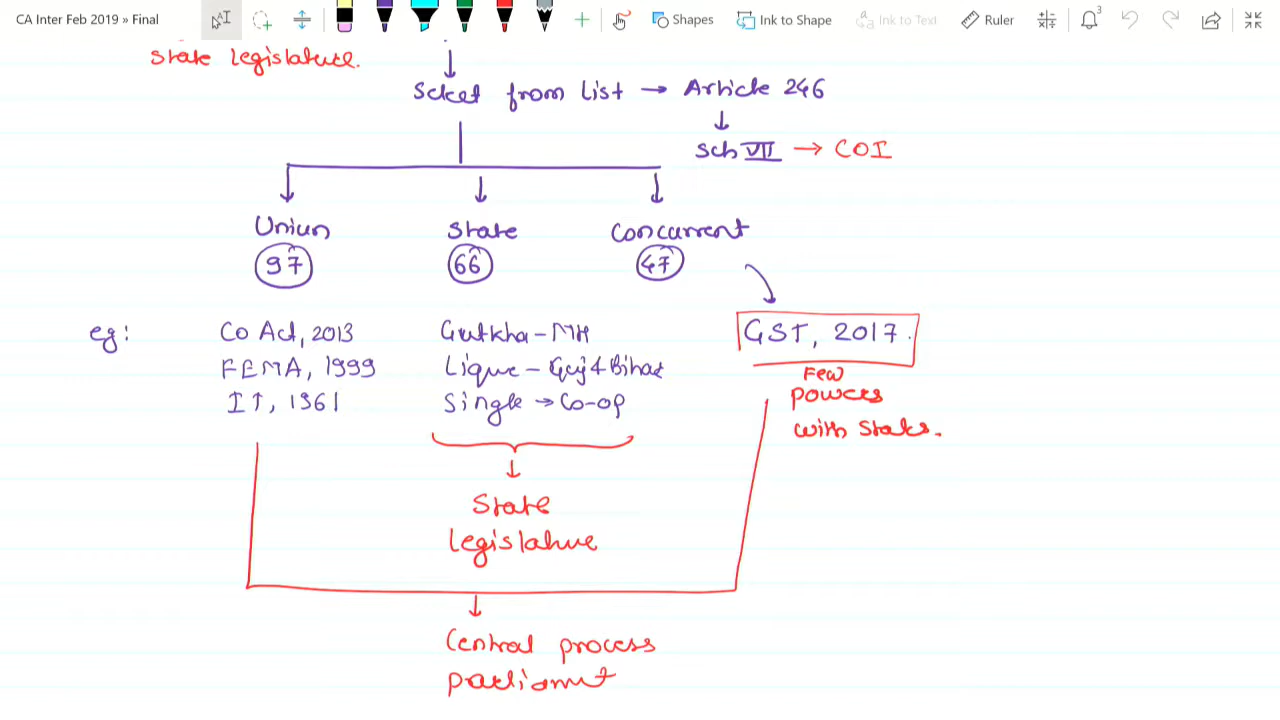 CA Inter Feb 2019 » Final
Shapes
Ink to Shape
Ink to Text
Ruler
3
State legislature.
Select from list → Article 246
↓
Sch VII → COI
Union State Concurrent
97 66 47
eg: Co Act, 2013 Gutkha - MH GST, 2017.
FEMA, 1999 Lique - Guj & Bihar Few
IT, 1961 Single → Co-op powers
with States.
State
legislature
Central process
parliament